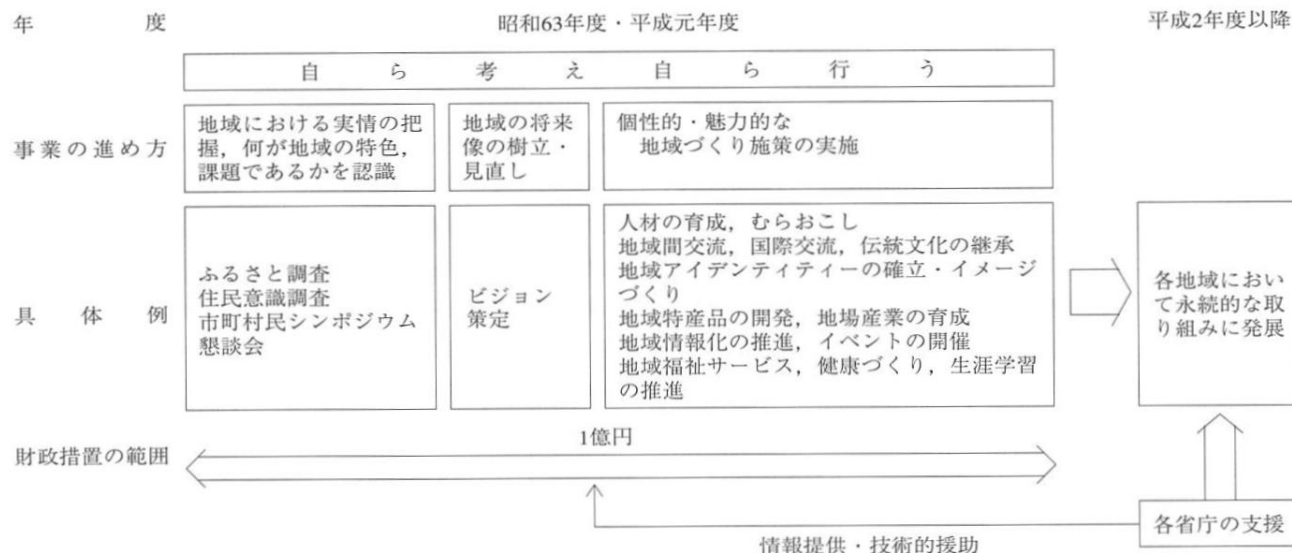 年度
昭和63年度・平成元年度
平成2年度以降
自ら考え自ら行う
事業の進め方
地域における実情の把
握，何が地域の特色，
課題であるかを認識
地域の将来
像の樹立・
見直し
個性的・魅力的な
地域づくり施策の実施
具体例
ふるさと調査
住民意識調査
市町村民シンポジウム
懇談会
ビジョン
策定
人材の育成，むらおこし
地域間交流，国際交流，伝統文化の継承
地域アイデンティティーの確立・イメージ
づくり
地域特産品の開発，地場産業の育成
地域情報化の推進，イベントの開催
地域福祉サービス，健康づくり，生涯学習
の推進
各地域におい
て永続的な取
り組みに発展
財政措置の範囲
1億円
各省庁の支援
情報提供・技術的援助